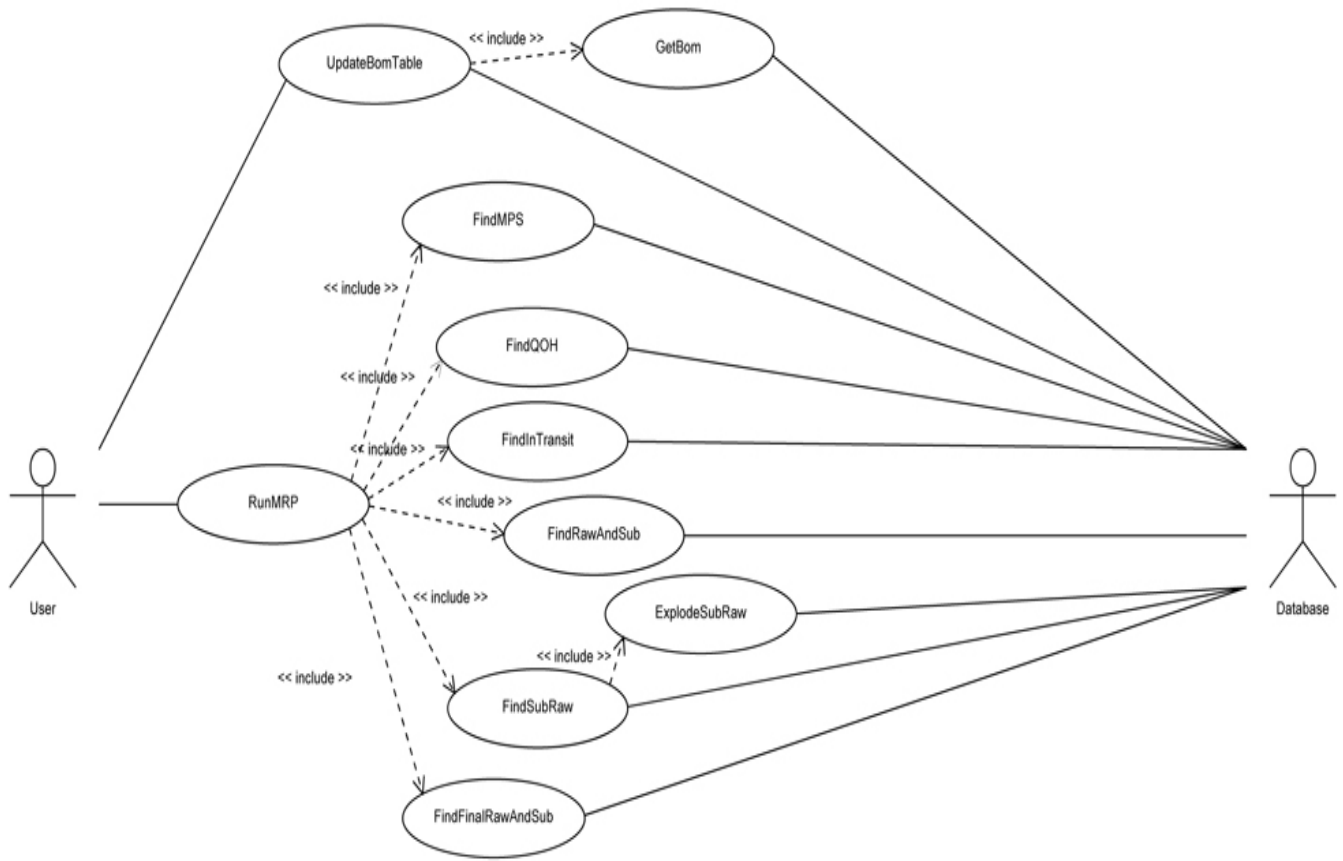 << include >>
UpdateBomTable
GetBom
FindMPS
<< include >>
FindQOH
<< include >>
FindInTransit
<< include >>
RunMRP
<< include >>
FindRawAndSub
<< include >>
ExplodeSubRaw
User
Database
<< include >>
<< include >>
FindSubRaw
FindFinalRawAndSub